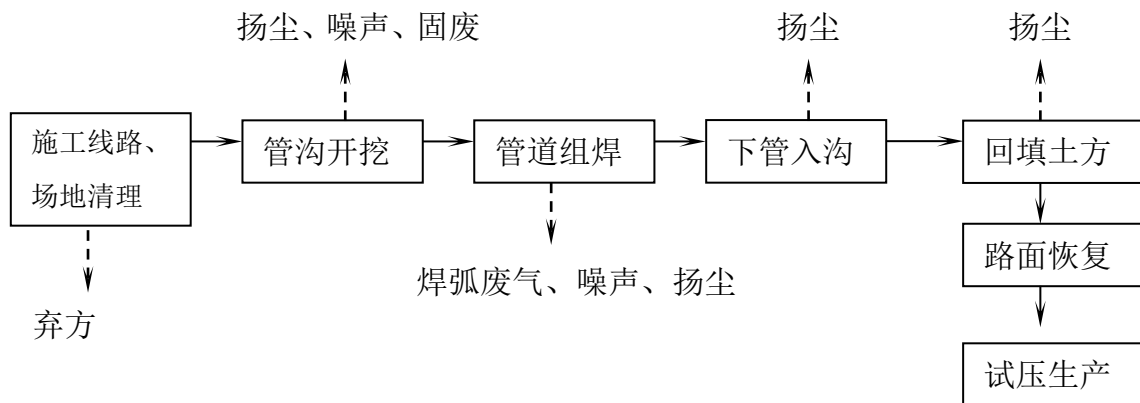 扬尘、噪声、固废
扬尘
扬尘
施工线路、
场地清理
管沟开挖
管道组焊
下管入沟
回填土方
路面恢复
焊弧废气、噪声、扬尘
弃方
试压生产